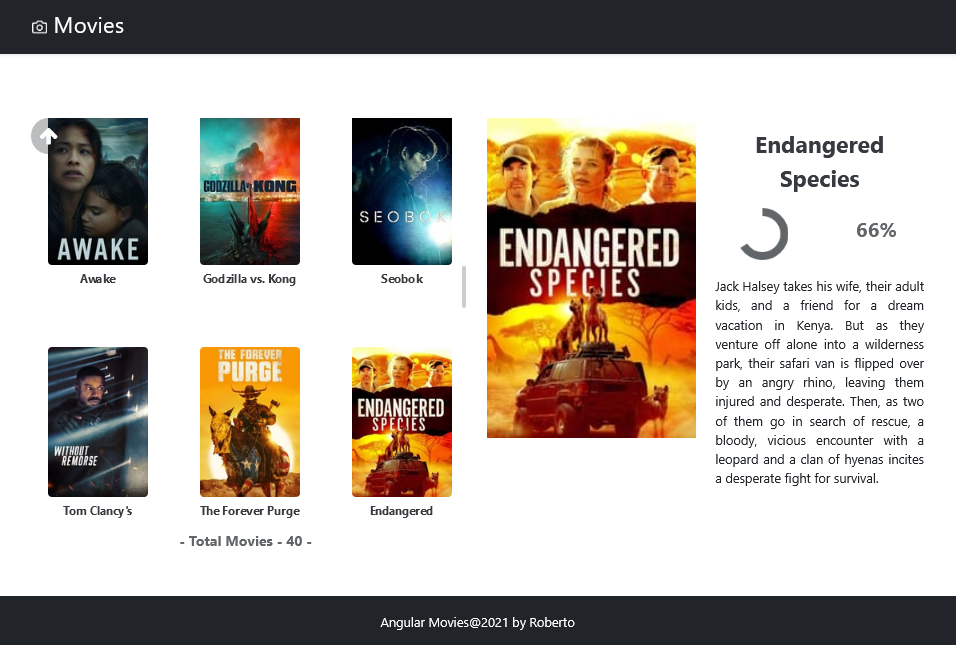 Movies
AWAKE
GODZILLA VS. KONG
SEOBOK
Awake
Godzilla vs. Kong
Seobok
WITHOUT
REMORSE
THE FOREVER
PURGE
ENDANGERED
SPECIES
Tom Clancy's
The Forever Purge
Endangered
- Total Movies - 40 -
ENDANGERED
SPECIES
Endangered
Species
66%
Jack Halsey takes his wife, their adult
kids, and a friend for a dream
vacation in Kenya. But as they
venture off alone into a wilderness
park, their safari van is flipped over
by an angry rhino, leaving them
injured and desperate. Then, as two
of them go in search of rescue, a
bloody, vicious encounter with a
leopard and a clan of hyenas incites
a desperate fight for survival.
Angular Movies@2021 by Roberto